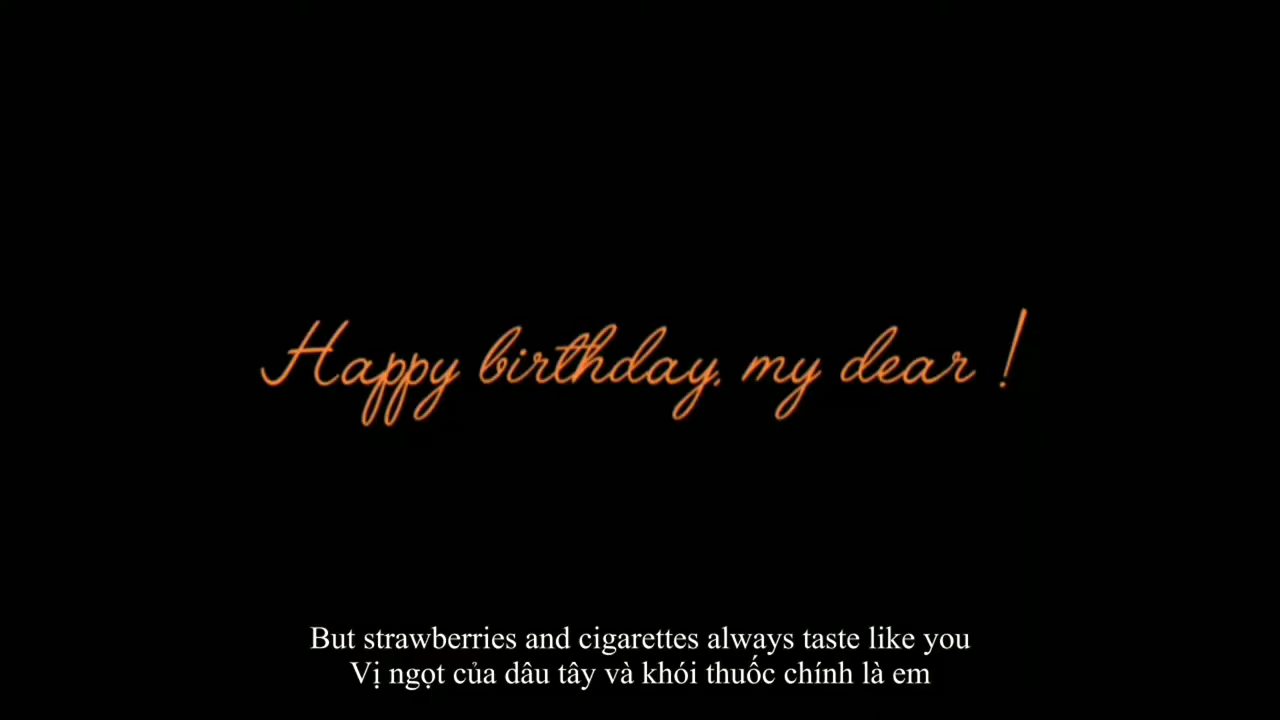 Happy birthday, my dear !
But strawberries and cigarettes always taste like you
Vị ngọt của dâu tây và khói thuốc chính là em